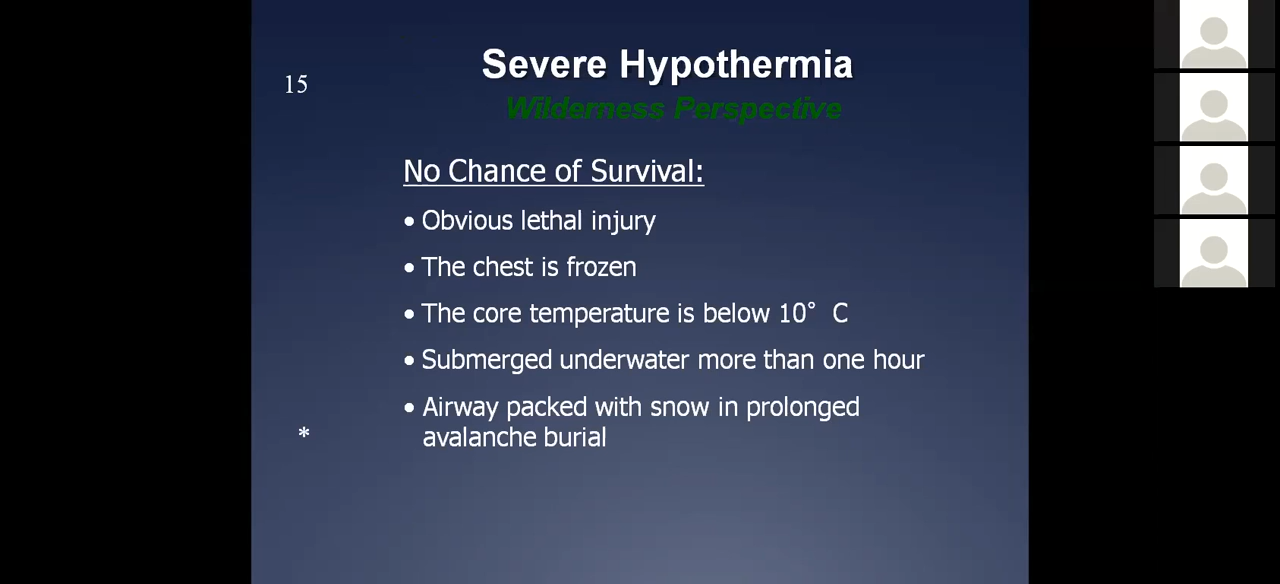 15
Severe Hypothermia
Wilderness Perspective
No Chance of Survival:
• Obvious lethal injury
• The chest is frozen
• The core temperature is below 10° C
• Submerged underwater more than one hour
• Airway packed with snow in prolonged
avalanche burial
*